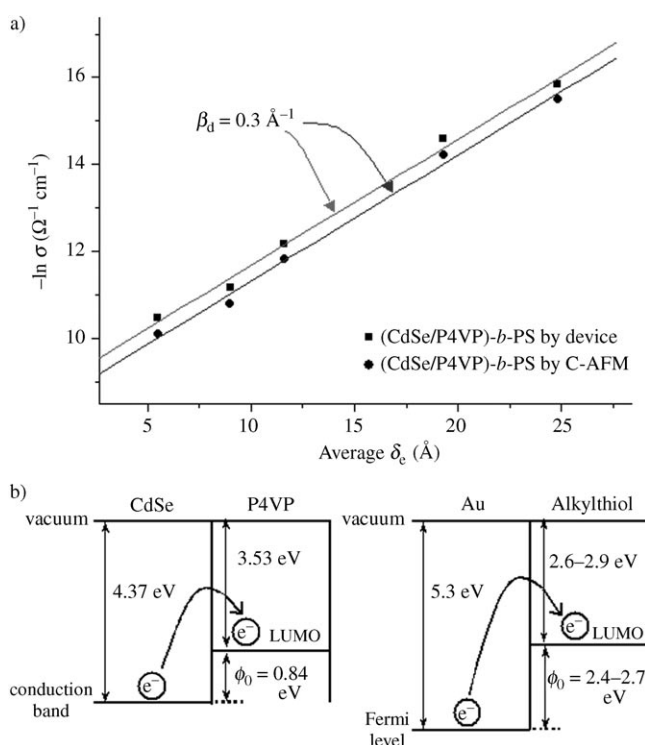 a)
16
14
12
10
–ln σ (Ω⁻¹ cm⁻¹)
β_d = 0.3 Å⁻¹
■ (CdSe/P4VP)-b-PS by device
● (CdSe/P4VP)-b-PS by C-AFM
5 10 15 20 25
Average δ_e (Å)
b)
CdSe P4VP
vacuum
3.53 eV
4.37 eV
e⁻ LUMO
e⁻
ϕ₀ = 0.84
eV
conduction
band
Au Alkylthiol
vacuum
2.6–2.9 eV
5.3 eV
e⁻ LUMO
e⁻
ϕ₀ = 2.4–2.7
eV
Fermi
level